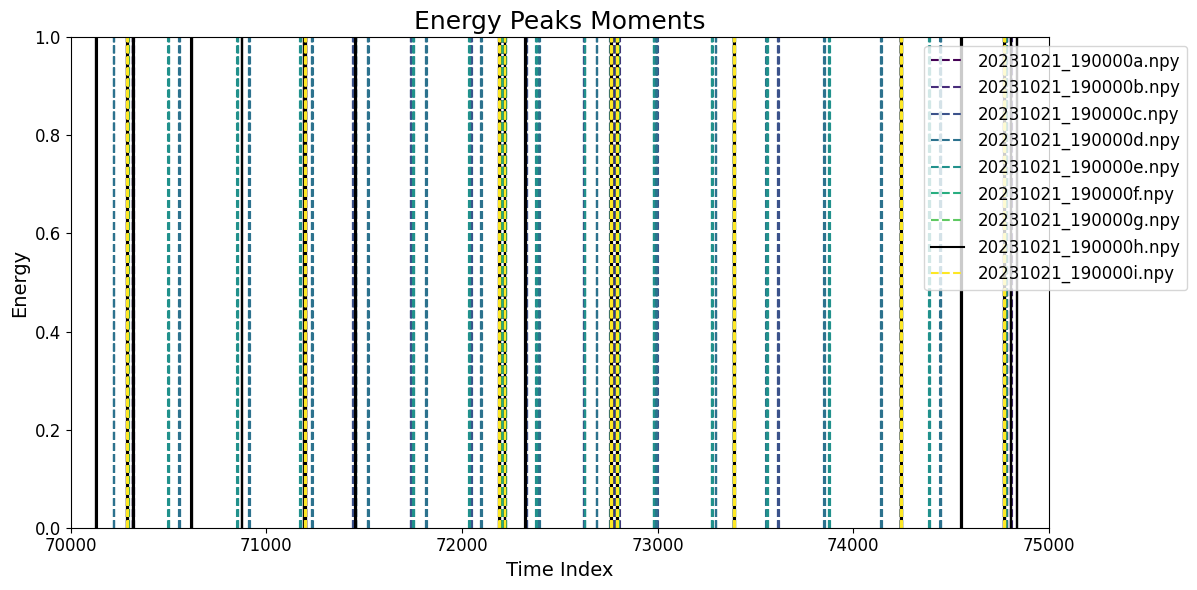 Energy Peaks Moments
1.0
0.8
0.6
0.4
0.2
0.0
Energy
70000 71000 72000 73000 74000 75000
Time Index
20231021_190000a.npy
20231021_190000b.npy
20231021_190000c.npy
20231021_190000d.npy
20231021_190000e.npy
20231021_190000f.npy
20231021_190000g.npy
20231021_190000h.npy
20231021_190000i.npy